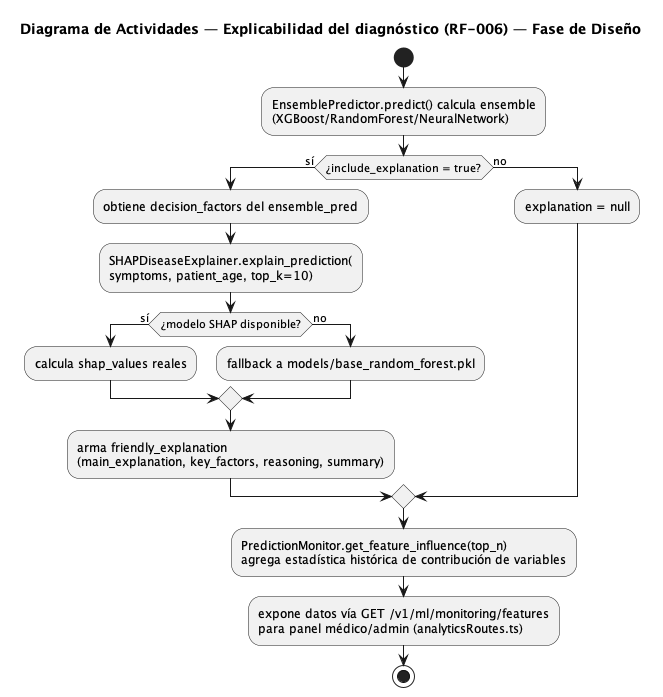 Diagrama de Actividades — Explicabilidad del diagnóstico (RF-006) — Fase de Diseño
EnsemblePredictor.predict() calcula ensemble
(XGBoost/RandomForest/NeuralNetwork)
sí
¿include_explanation = true?
no
obtiene decision_factors del ensemble_pred
explanation = null
SHAPDiseaseExplainer.explain_prediction(
symptoms, patient_age, top_k=10)
sí
¿modelo SHAP disponible?
no
calcula shap_values reales
fallback a models/base_random_forest.pkl
arma friendly_explanation
(main_explanation, key_factors, reasoning, summary)
PredictionMonitor.get_feature_influence(top_n)
agrega estadística histórica de contribución de variables
expone datos vía GET /v1/ml/monitoring/features
para panel médico/admin (analyticsRoutes.ts)